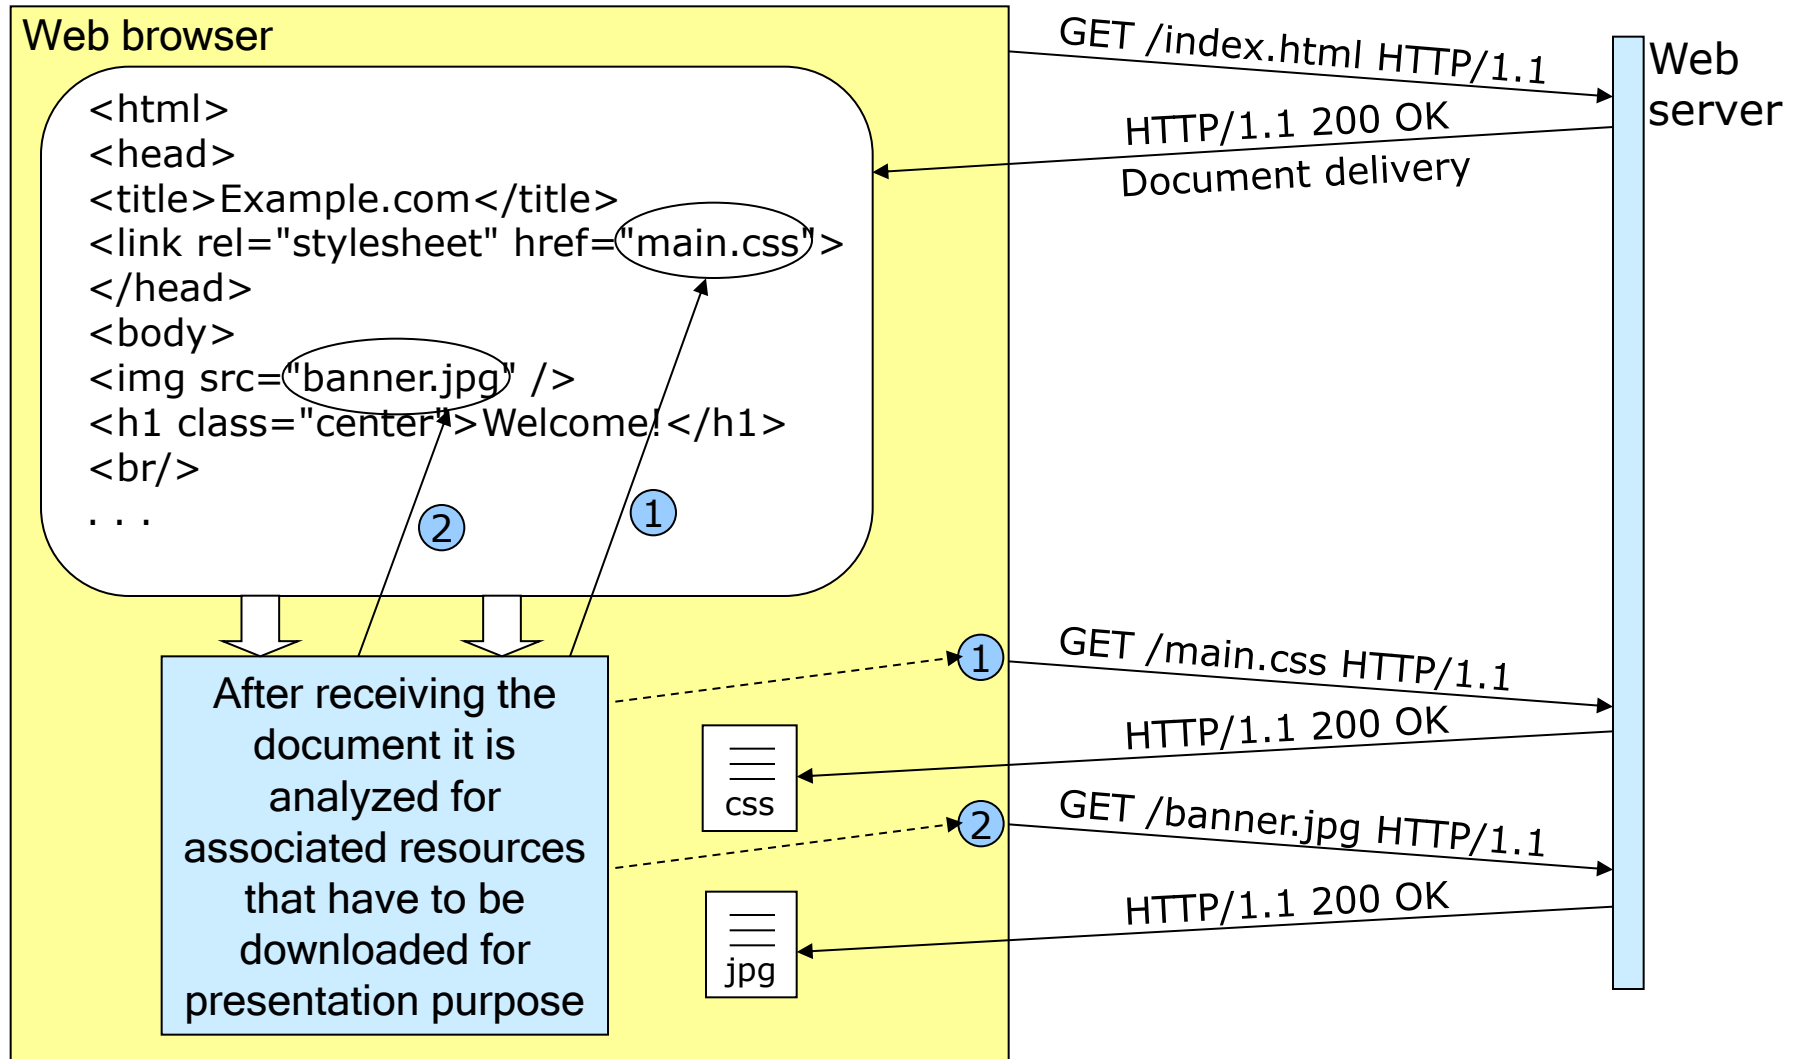 Web browser
<html>
<head>
<title>Example.com</title>
<link rel="stylesheet" href="main.css">
</head>
<body>
<img src="banner.jpg" />
<h1 class="center">Welcome!</h1>
<br/>
. . .
2
1
After receiving the
document it is
analyzed for
associated resources
that have to be
downloaded for
presentation purpose
GET /index.html HTTP/1.1
HTTP/1.1 200 OK
Document delivery
Web
server
1
GET /main.css HTTP/1.1
HTTP/1.1 200 OK
css
2
GET /banner.jpg HTTP/1.1
HTTP/1.1 200 OK
jpg